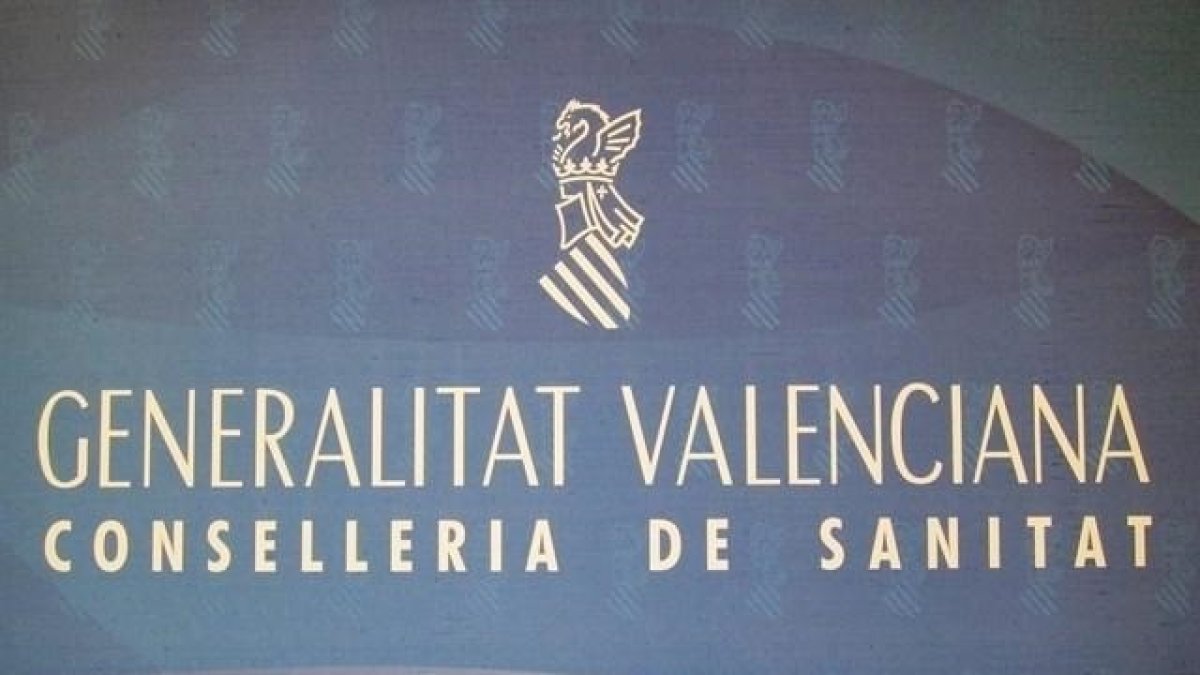 GENERALITAT VALENCIANA
CONSELLERIA DE SANITAT